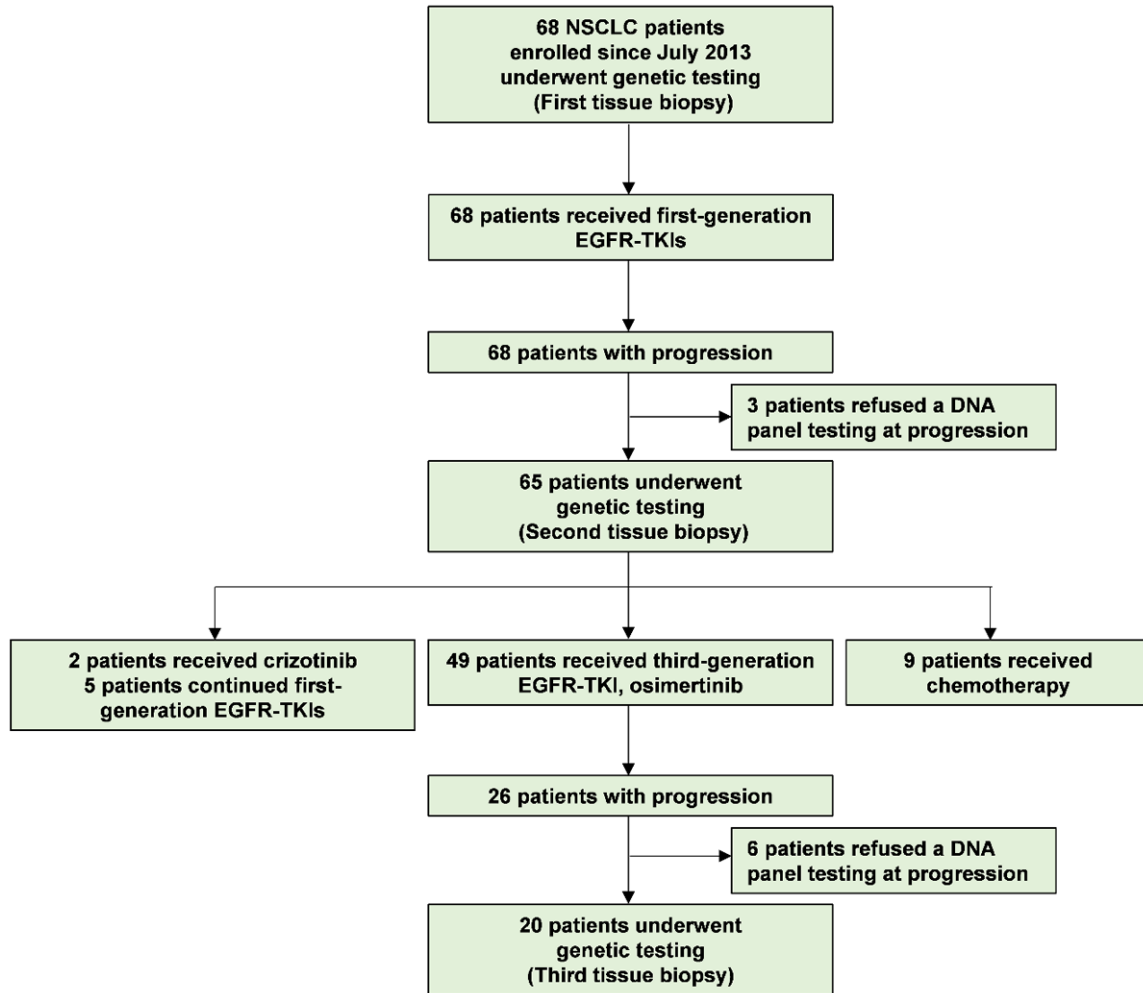 68 NSCLC patients
enrolled since July 2013
underwent genetic testing
(First tissue biopsy)
68 patients received first-generation
EGFR-TKIs
68 patients with progression
3 patients refused a DNA
panel testing at progression
65 patients underwent
genetic testing
(Second tissue biopsy)
2 patients received crizotinib
5 patients continued first-
generation EGFR-TKIs
49 patients received third-generation
EGFR-TKI, osimertinib
9 patients received
chemotherapy
26 patients with progression
6 patients refused a DNA
panel testing at progression
20 patients underwent
genetic testing
(Third tissue biopsy)